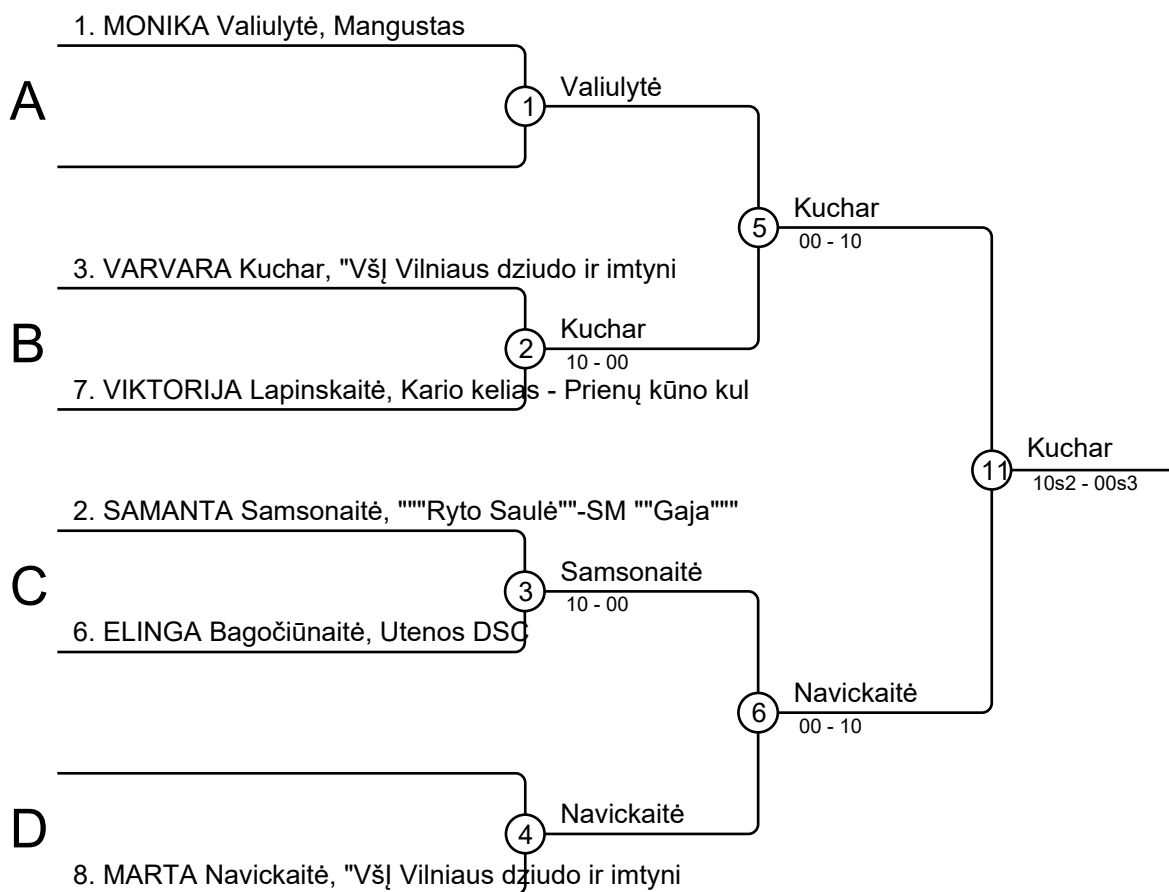 1. MONIKA Valiulytė, Mangustas
A
1
Valiulytė
5
Kuchar
00 - 10
3. VARVARA Kuchar, "VšĮ Vilniaus dziudo ir imtyni
B
2
Kuchar
10 - 00
7. VIKTORIJA Lapinskaitė, Kario kelias - Prienų kūno kul
11
Kuchar
10s2 - 00s3
2. SAMANTA Samsonaitė, """Ryto Saulė""-SM ""Gaja"""
C
3
Samsonaitė
10 - 00
6. ELINGA Bagočiūnaitė, Utenos DSC
6
Navickaitė
00 - 10
D
4
Navickaitė
8. MARTA Navickaitė, "VšĮ Vilniaus dziudo ir imtyni